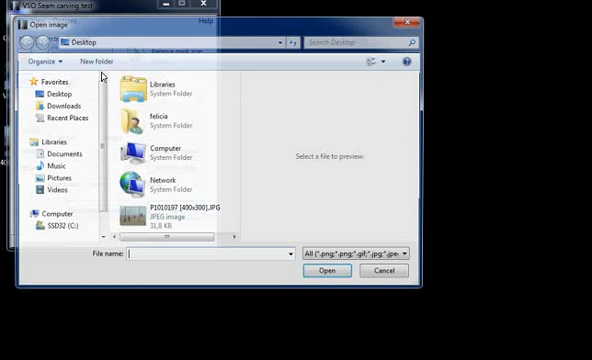 VSO Seam carving test
Open image
Help
Desktop
Search Desktop
Organize
New folder
Favorites
Desktop
Downloads
Recent Places
Libraries
Documents
Music
Pictures
Videos
Computer
SSD32 (C:)
Libraries
System Folder
felicia
System Folder
Computer
System Folder
Network
System Folder
P1010197 [400x300].JPG
JPEG image
31,8 KB
Select a file to preview.
File name:
All (*.png;*.png;*.gif;*.jpg;*.jpe
Open
Cancel